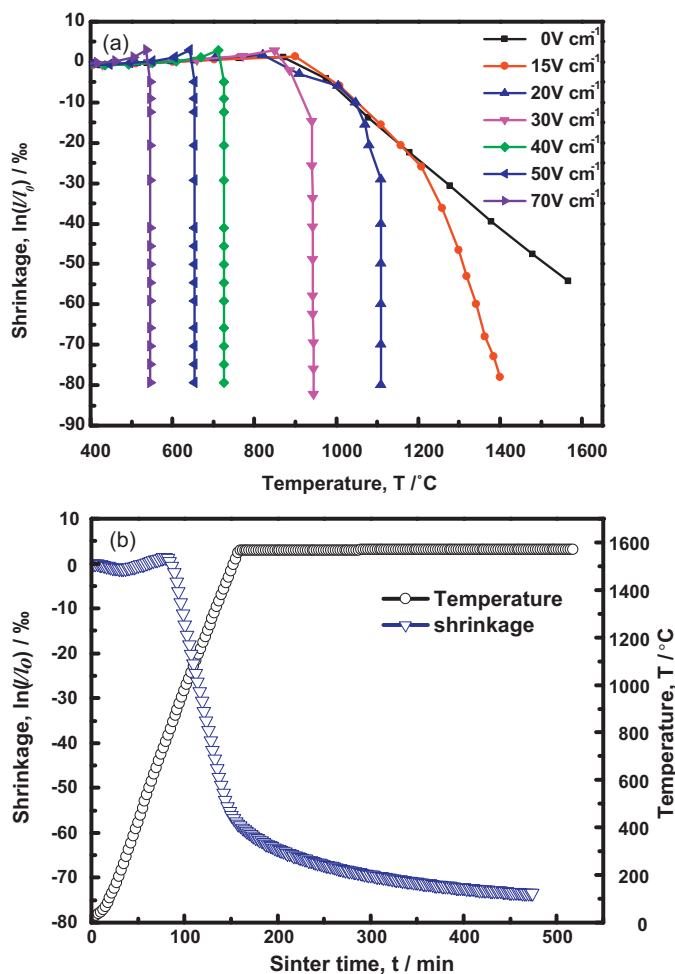 (a)
0V cm-1
15V cm-1
20V cm-1
30V cm-1
40V cm-1
50V cm-1
70V cm-1
10
5
0
-10
-20
-30
-40
-50
-60
-70
-80
-90
Shrinkage, ln(l/l0) / ‰
400 600 800 1000 1200 1400 1600
Temperature, T /°C
(b)
Temperature
shrinkage
10
0
-10
-20
-30
-40
-50
-60
-70
-80
Shrinkage, ln(l/l0) / ‰
1600
1400
1200
1000
800
600
400
200
0
Temperature, T / °C
0 100 200 300 400 500
Sinter time, t / min